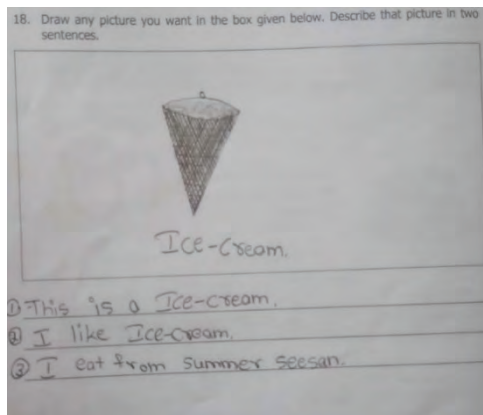 18. Draw any picture you want in the box given below. Describe that picture in two
sentences.
Ice-Cream.
① This is a Ice-cream.
② I like Ice-cream.
③ I eat from summer seesan.